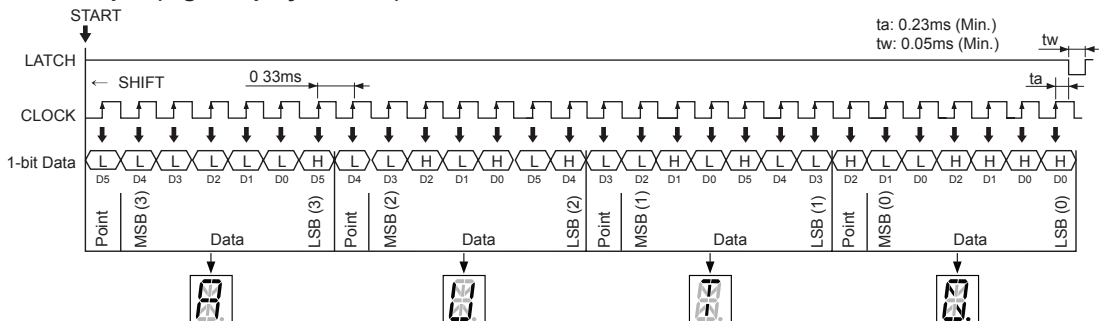 START
ta: 0.23ms (Min.)
tw: 0.05ms (Min.)
tw
LATCH
← SHIFT
0 33ms
ta
CLOCK
1-bit Data L L L L L L H L L H L H L H L L H L H L L H L L H H H H
D5 D4 D3 D2 D1 D0 D5 D4 D3 D2 D1 D0 D5 D4 D3 D2 D1 D0 D5 D4 D3 D2 D1 D0 D2 D1 D0 D0
Point MSB (3) Data LSB (3) Point MSB (2) Data LSB (2) Point MSB (1) Data LSB (1) Point MSB (0) Data LSB (0)
A U T N.